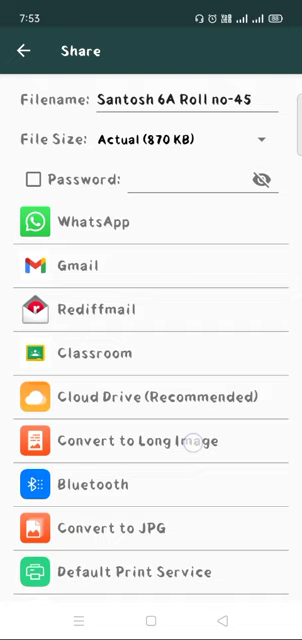 7:53
Share
Filename: Santosh 6A Roll no-45
File Size: Actual (870 KB)
Password:
WhatsApp
Gmail
Rediffmail
Classroom
Cloud Drive (Recommended)
Convert to Long Image
Bluetooth
Convert to JPG
Default Print Service